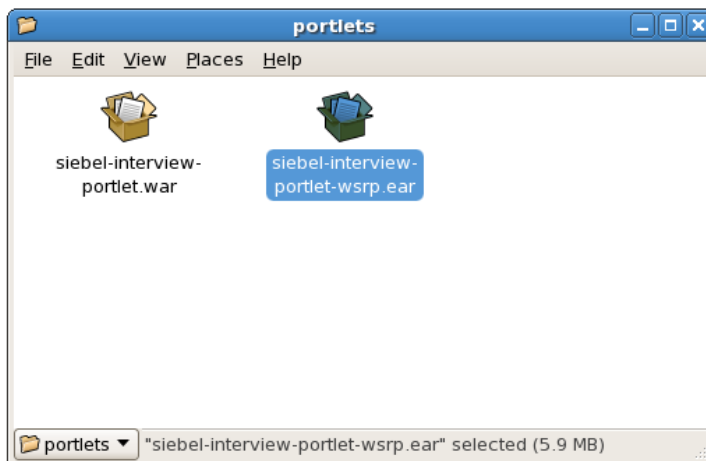 portlets
File Edit View Places Help
siebel-interview-
portlet.war
siebel-interview-
portlet-wsrp.ear
portlets "siebel-interview-portlet-wsrp.ear" selected (5.9 MB)